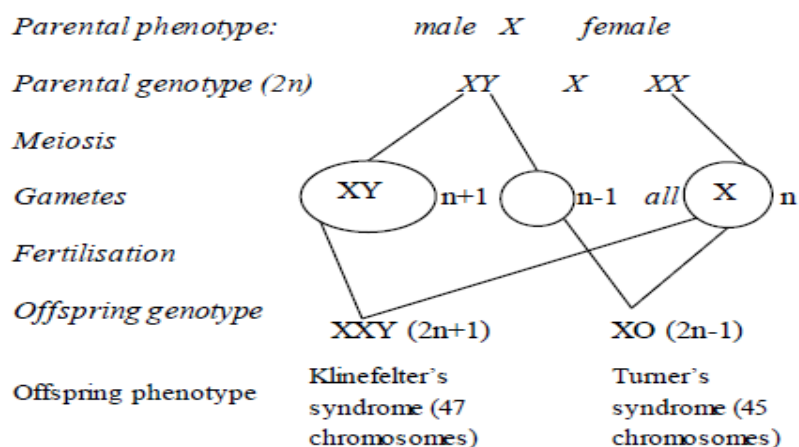 Parental phenotype: male X female
Parental genotype (2n) XY X XX
Meiosis
Gametes XY n+1 n-1 all X n
Fertilisation
Offspring genotype XXY (2n+1) XO (2n-1)
Offspring phenotype Klinefelter's Turner's
syndrome (47 syndrome (45
chromosomes) chromosomes)